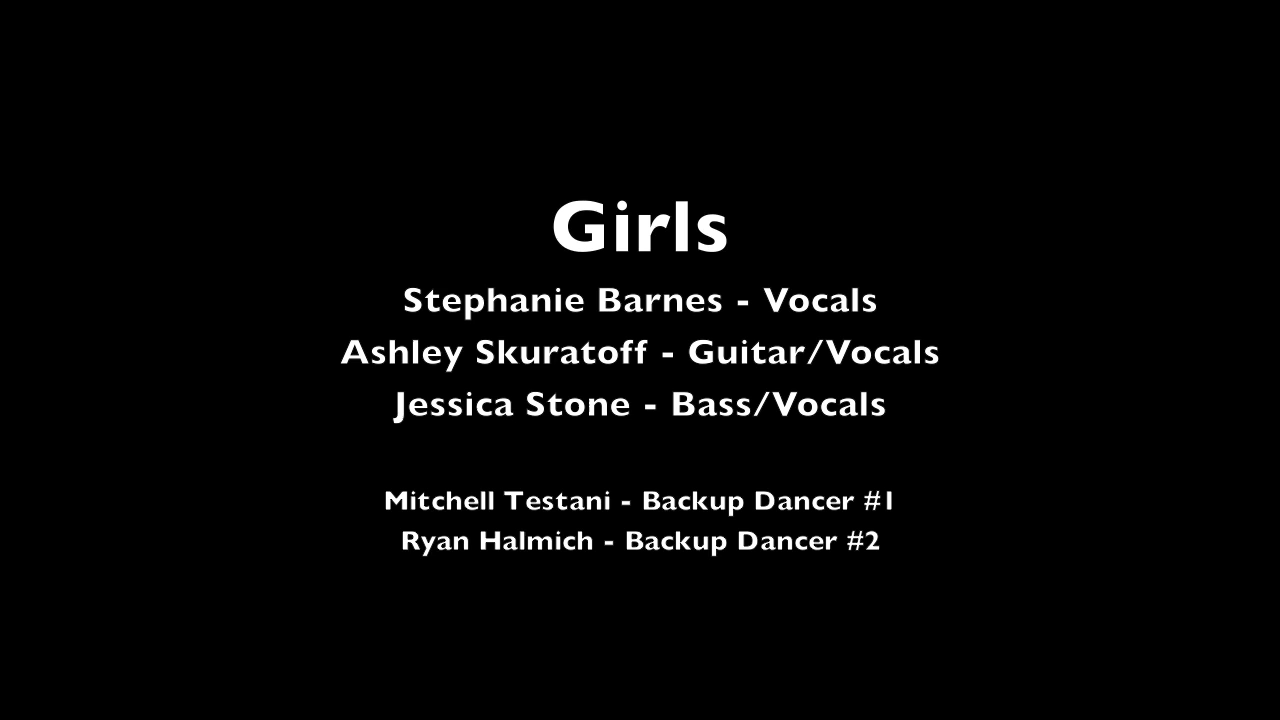 Girls
Stephanie Barnes - Vocals
Ashley Skuratoff - Guitar/Vocals
Jessica Stone - Bass/Vocals
Mitchell Testani - Backup Dancer #1
Ryan Halmich - Backup Dancer #2